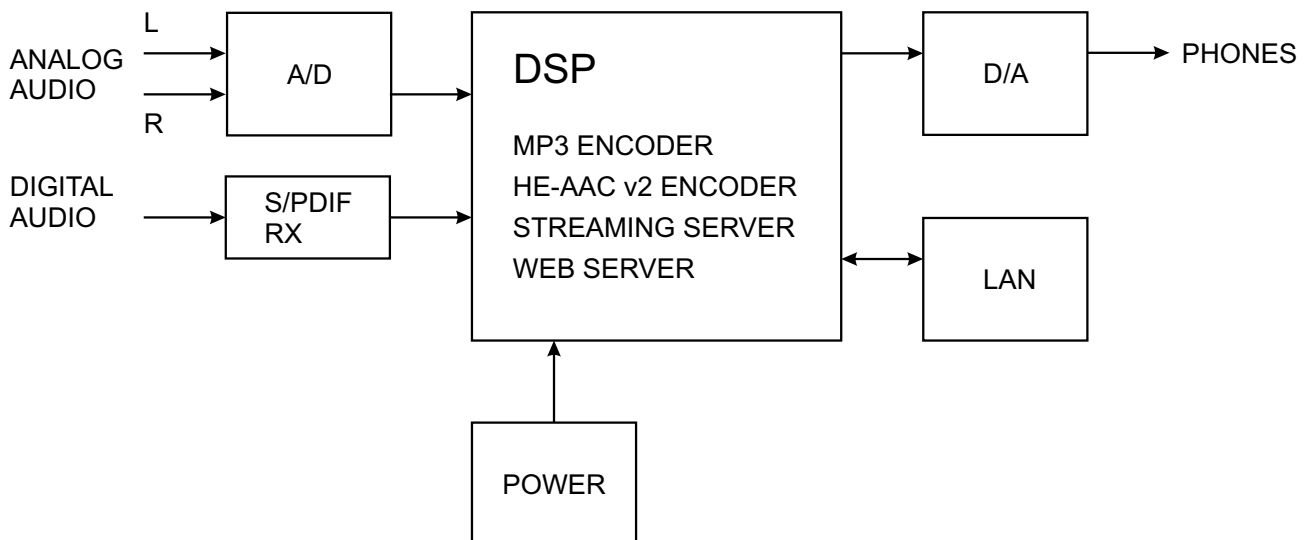 L
ANALOG
AUDIO
R
A/D
DIGITAL
AUDIO
S/PDIF
RX
DSP
MP3 ENCODER
HE-AAC v2 ENCODER
STREAMING SERVER
WEB SERVER
D/A
PHONES
LAN
POWER